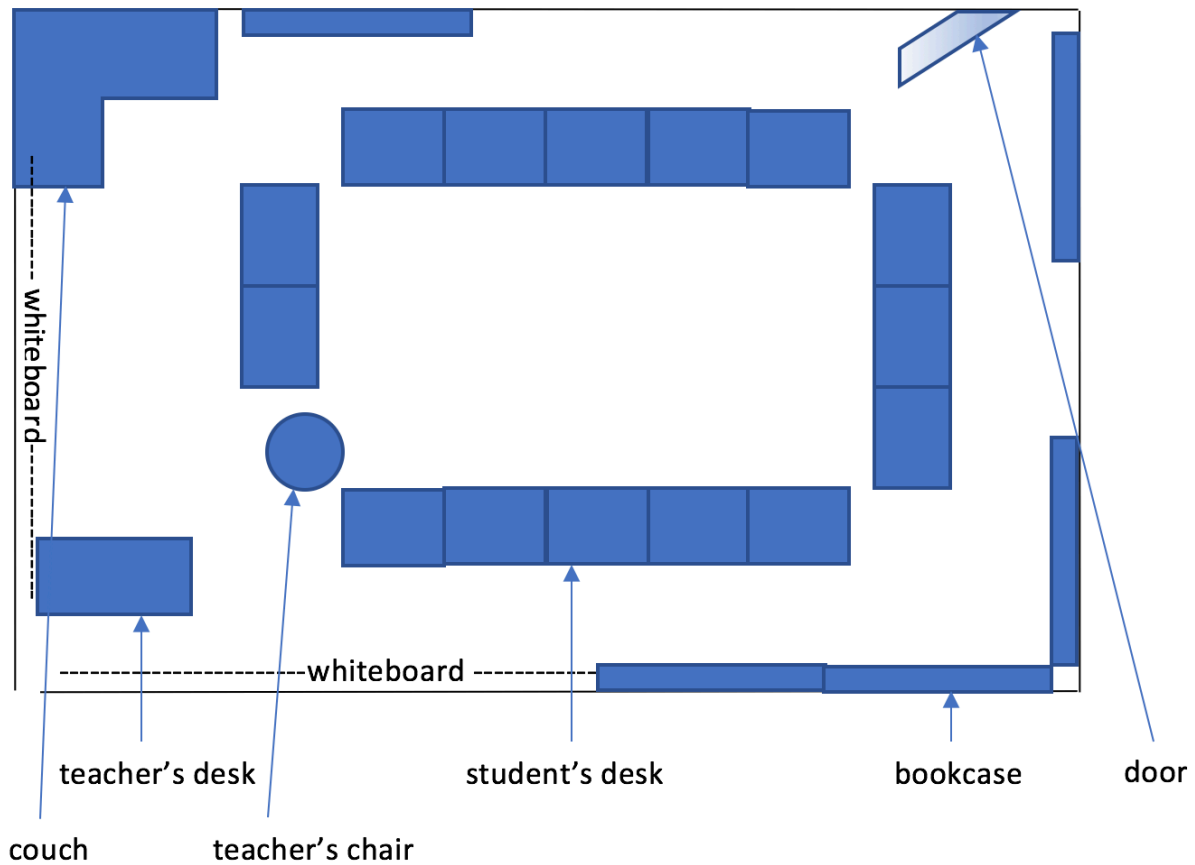 whiteboard
whiteboard
teacher’s desk
student’s desk
bookcase
door
couch
teacher’s chair